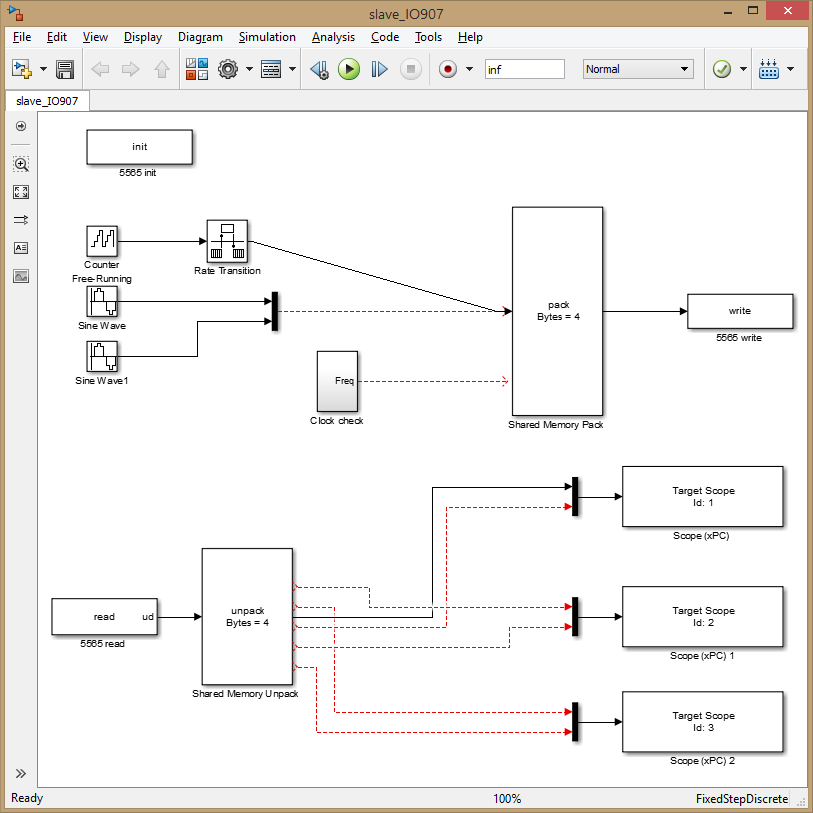 slave_IO907
File Edit View Display Diagram Simulation Analysis Code Tools Help
inf Normal
slave_IO907
init
5565 init
Counter
Free-Running
Rate Transition
Sine Wave
Sine Wave1
Freq
Clock check
pack
Bytes = 4
Shared Memory Pack
write
5565 write
read ud
5565 read
unpack
Bytes = 4
Shared Memory Unpack
Target Scope
Id: 1
Scope (xPC)
Target Scope
Id: 2
Scope (xPC) 1
Target Scope
Id: 3
Scope (xPC) 2
Ready 100% FixedStepDiscrete